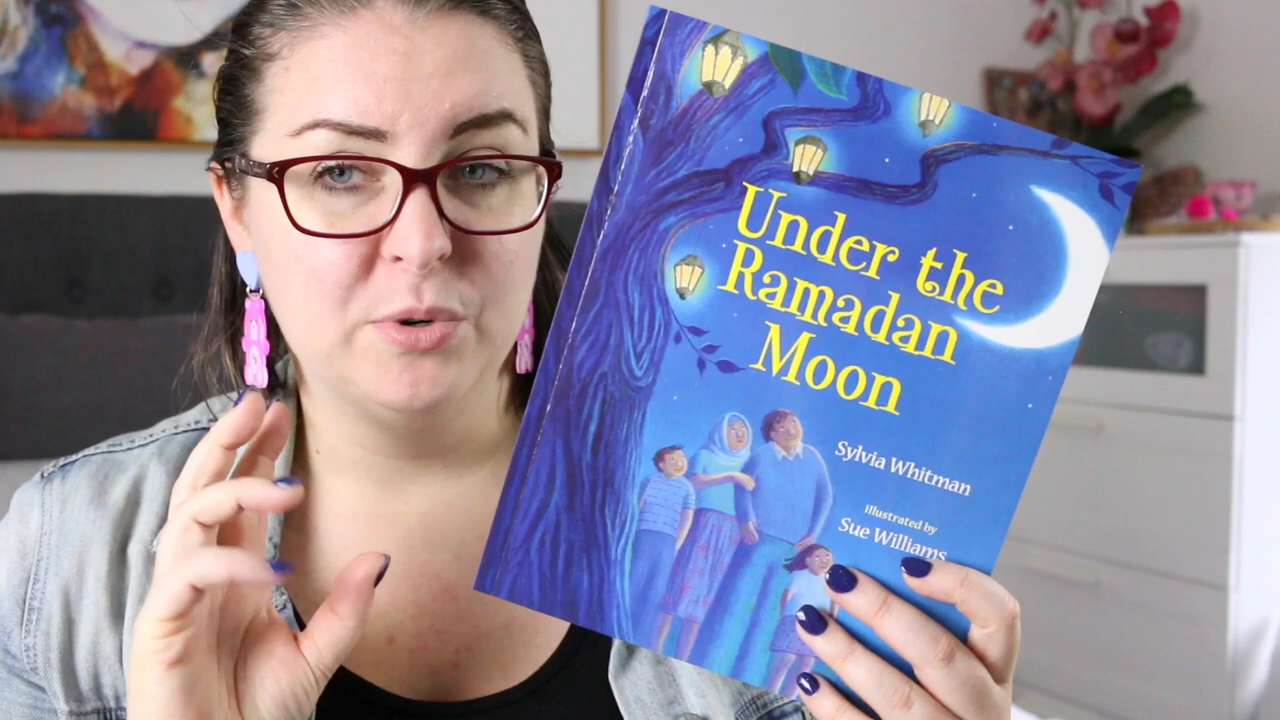 Under the
Ramadan
Moon
Sylvia Whitman
illustrated by
Sue Williams